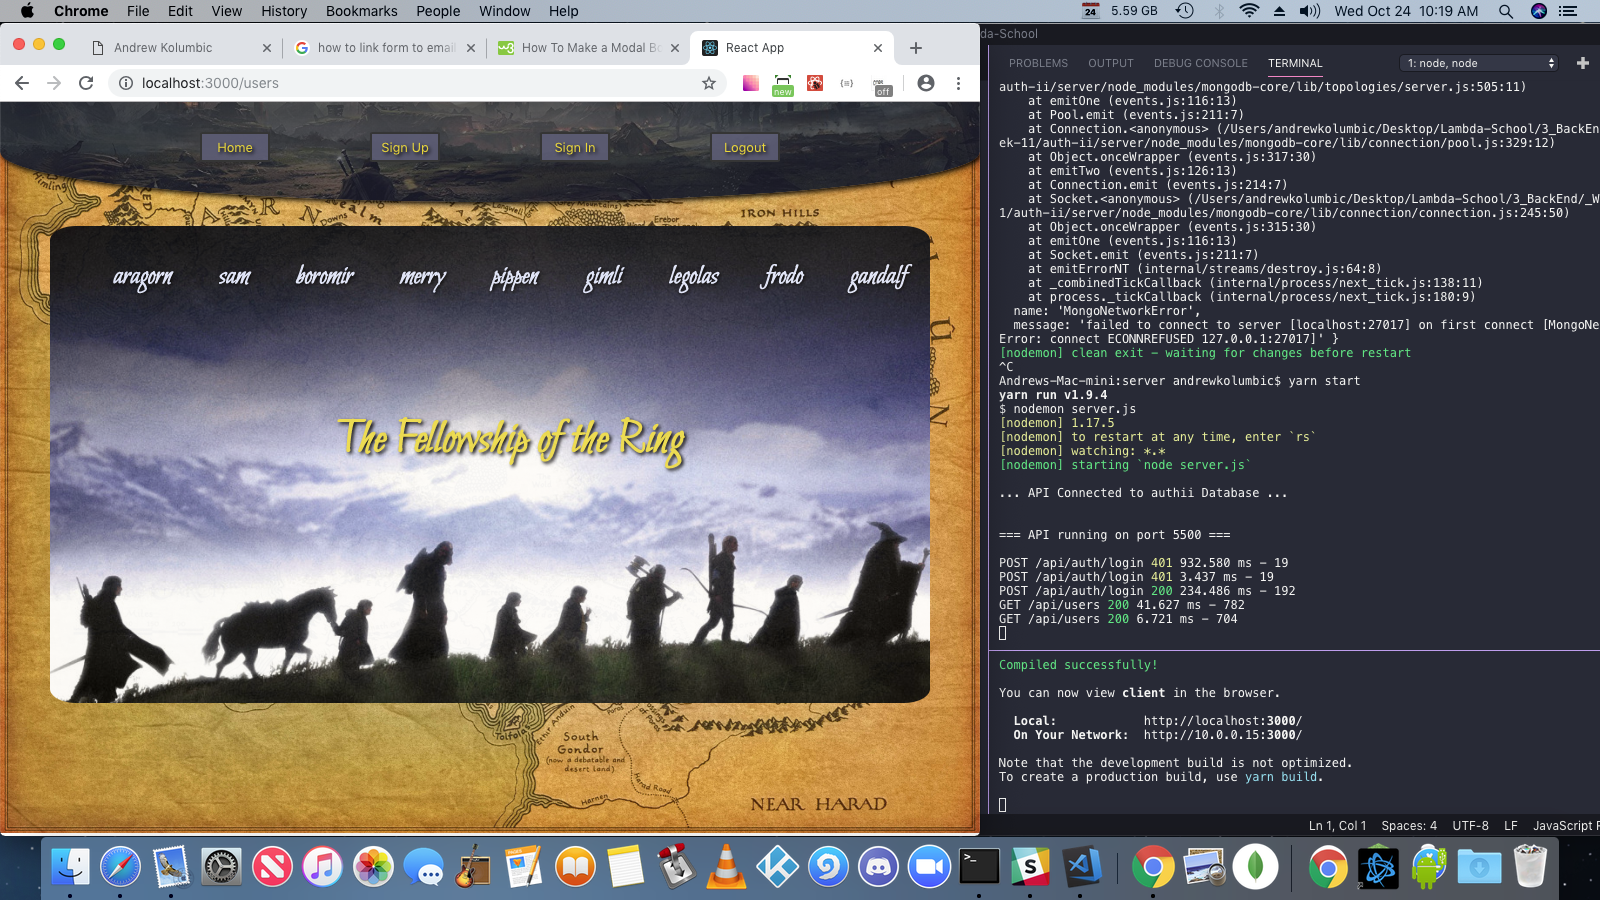 Chrome File Edit View History Bookmarks People Window Help
24 5.59 GB Wed Oct 24 10:19 AM
Andrew Kolumbic
how to link form to email
How To Make a Modal Bo
React App
localhost:3000/users
new
off
Home
Sign Up
Sign In
Logout
IRON HILLS
aragorn sam boromir merry pippen gimli legolas frodo gandalf
The Fellowship of the Ring
South
Gondor
(now a debatable and
desert land)
Harad Road
Harnen
NEAR HARAD
da-School
PROBLEMS OUTPUT DEBUG CONSOLE TERMINAL 1: node, node
auth-ii/server/node_modules/mongodb-core/lib/topologies/server.js:505:11)
at emitOne (events.js:116:13)
at Pool.emit (events.js:211:7)
at Connection.<anonymous> (/Users/andrewkolumbic/Desktop/Lambda-School/3_BackEn
ek-11/auth-ii/server/node_modules/mongodb-core/lib/connection/pool.js:329:12)
at Object.onceWrapper (events.js:317:30)
at emitTwo (events.js:126:13)
at Connection.emit (events.js:214:7)
at Socket.<anonymous> (/Users/andrewkolumbic/Desktop/Lambda-School/3_BackEnd/_W
1/auth-ii/server/node_modules/mongodb-core/lib/connection/connection.js:245:50)
at Object.onceWrapper (events.js:315:30)
at emitOne (events.js:116:13)
at Socket.emit (events.js:211:7)
at emitErrorNT (internal/streams/destroy.js:64:8)
at _combinedTickCallback (internal/process/next_tick.js:138:11)
at process._tickCallback (internal/process/next_tick.js:180:9)
name: 'MongoNetworkError',
message: 'failed to connect to server [localhost:27017] on first connect [MongoNe
Error: connect ECONNREFUSED 127.0.0.1:27017]' }
[nodemon] clean exit - waiting for changes before restart
^C
Andrews-Mac-mini:server andrewkolumbic$ yarn start
yarn run v1.9.4
$ nodemon server.js
[nodemon] 1.17.5
[nodemon] to restart at any time, enter `rs`
[nodemon] watching: *.*
[nodemon] starting `node server.js`
... API Connected to authii Database ...
=== API running on port 5500 ===
POST /api/auth/login 401 932.580 ms - 19
POST /api/auth/login 401 3.437 ms - 19
POST /api/auth/login 200 234.486 ms - 192
GET /api/users 200 41.627 ms - 782
GET /api/users 200 6.721 ms - 704
Compiled successfully!
You can now view client in the browser.
Local: http://localhost:3000/
On Your Network: http://10.0.0.15:3000/
Note that the development build is not optimized.
To create a production build, use yarn build.
Ln 1, Col 1 Spaces: 4 UTF-8 LF JavaScript R